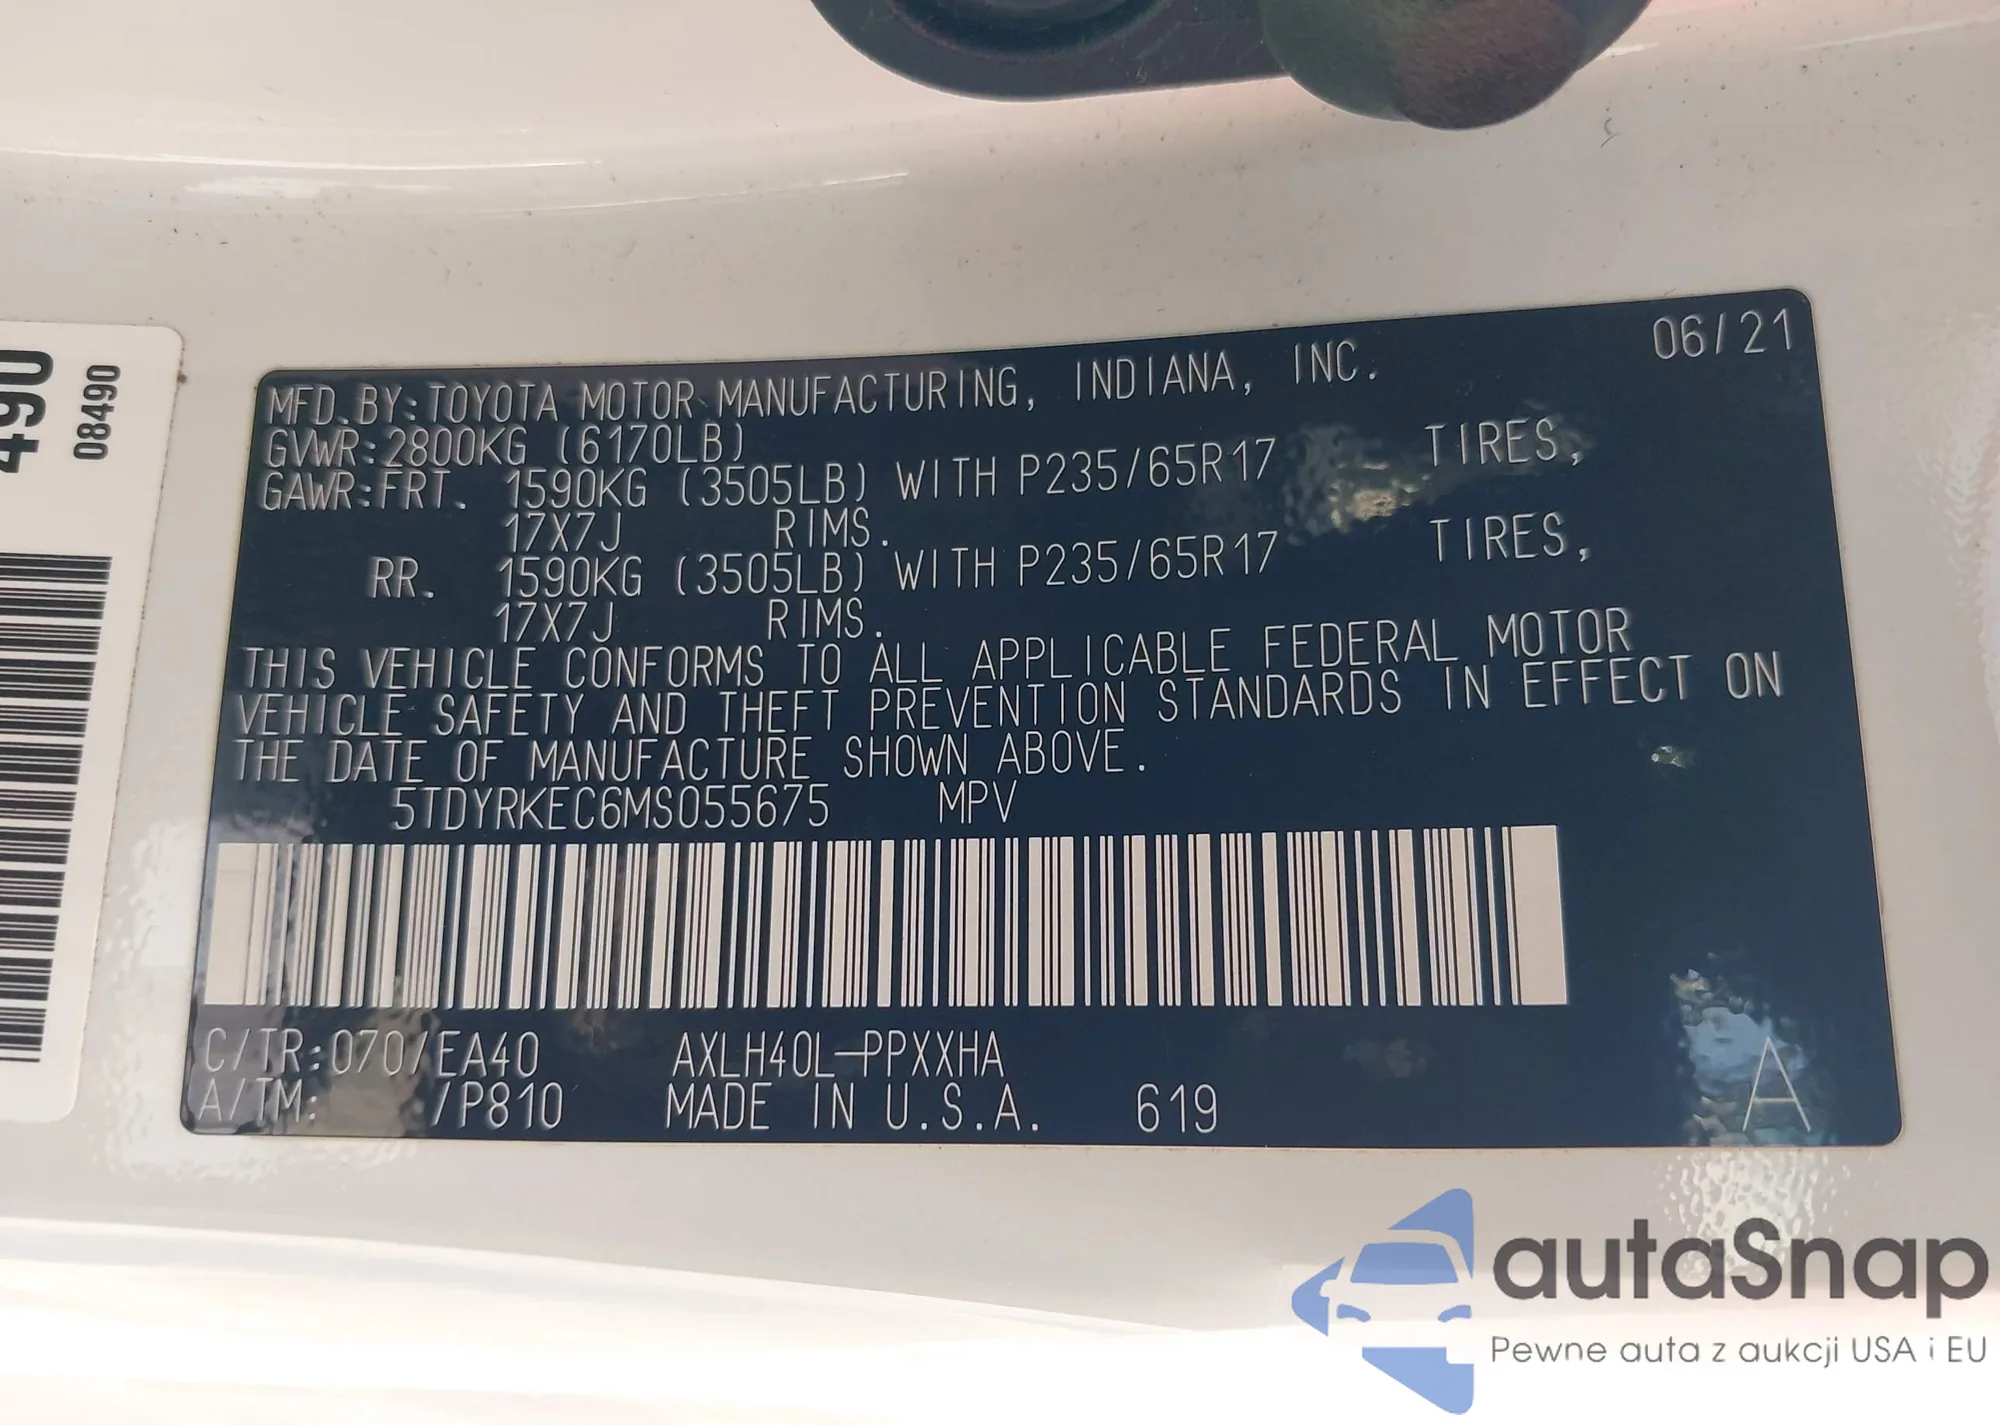 490
08490
06/21
MFD.BY:TOYOTA MOTOR MANUFACTURING, INDIANA, INC.
GVWR:2800KG (6170LB)
GAWR:FRT. 1590KG (3505LB) WITH P235/65R17 TIRES,
17X7J RIMS.
RR. 1590KG (3505LB) WITH P235/65R17 TIRES,
17X7J RIMS.
THIS VEHICLE CONFORMS TO ALL APPLICABLE FEDERAL MOTOR
VEHICLE SAFETY AND THEFT PREVENTION STANDARDS IN EFFECT ON
THE DATE OF MANUFACTURE SHOWN ABOVE.
5TDYRKEC6MS055675 MPV
C/TR:070/EA40 AXLH40L-PPXXHA
A/TM: /P810 MADE IN U.S.A. 619 A
autaSnap
Pewne auta z aukcji USA i EU